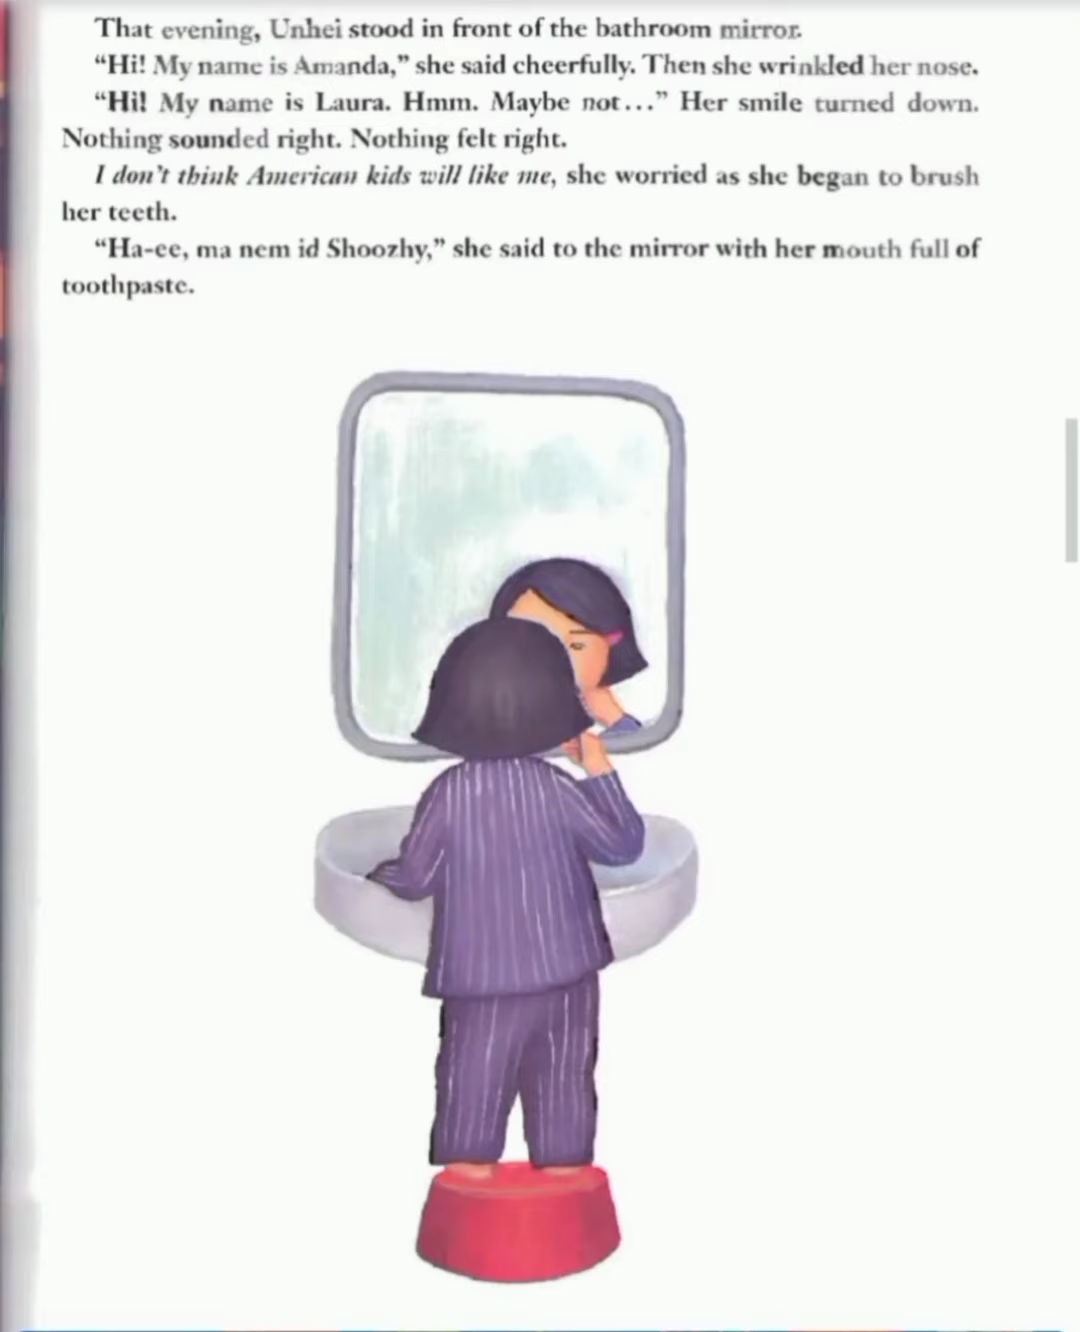 That evening, Unhei stood in front of the bathroom mirror.
“Hi! My name is Amanda,” she said cheerfully. Then she wrinkled her nose.
“Hi! My name is Laura. Hmm. Maybe not…” Her smile turned down.
Nothing sounded right. Nothing felt right.
I don’t think American kids will like me, she worried as she began to brush
her teeth.
“Ha-ee, ma nem id Shoozhy,” she said to the mirror with her mouth full of
toothpaste.